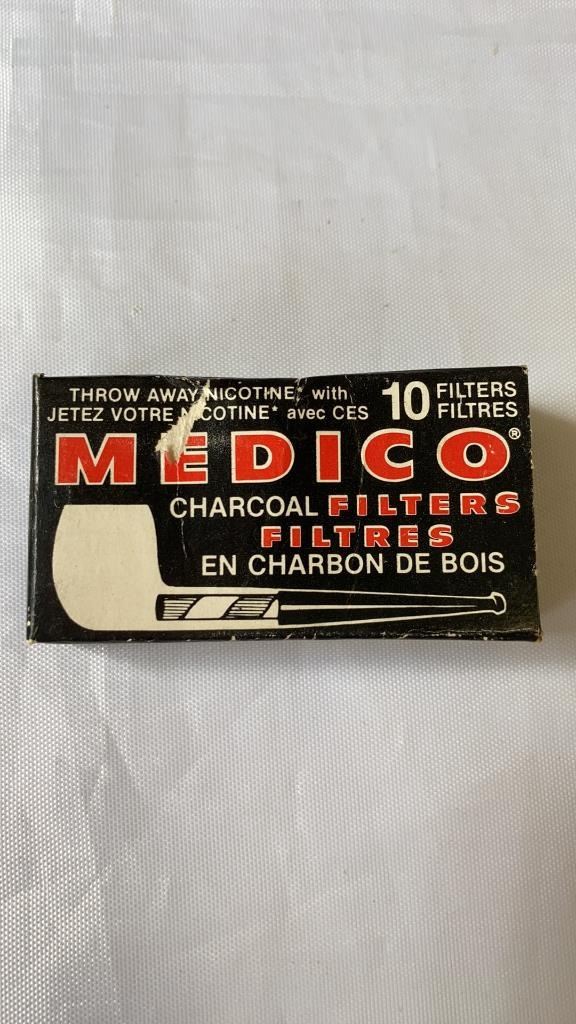 THROW AWAY NICOTINE* with
JETEZ VOTRE NICOTINE* avec CES
10 FILTERS
FILTRES
MEDICO®
CHARCOAL FILTERS
FILTRES
EN CHARBON DE BOIS